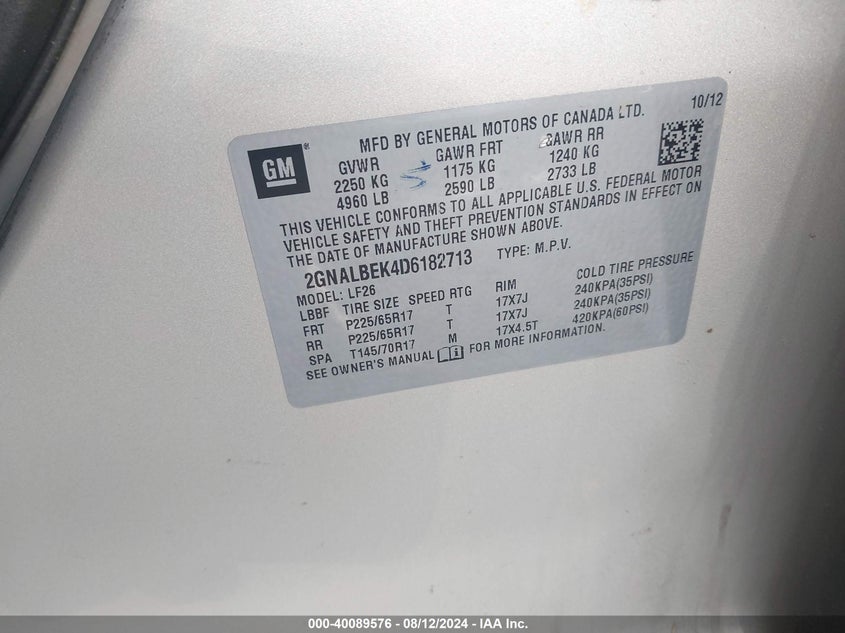 10/12
MFD BY GENERAL MOTORS OF CANADA LTD.
GM
GVWR GAWR FRT GAWR RR
2250 KG 1175 KG 1240 KG
4960 LB 2590 LB 2733 LB
THIS VEHICLE CONFORMS TO ALL APPLICABLE U.S. FEDERAL MOTOR
VEHICLE SAFETY AND THEFT PREVENTION STANDARDS IN EFFECT ON
THE DATE OF MANUFACTURE SHOWN ABOVE.
2GNALBEK4D6182713 TYPE: M.P.V.
MODEL: LF26
LBBF TIRE SIZE SPEED RTG RIM COLD TIRE PRESSURE
FRT P225/65R17 T 17X7J 240KPA(35PSI)
RR P225/65R17 T 17X7J 240KPA(35PSI)
SPA T145/70R17 M 17X4.5T 420KPA(60PSI)
SEE OWNER'S MANUAL FOR MORE INFORMATION.
000-40089576 - 08/12/2024 - IAA Inc.